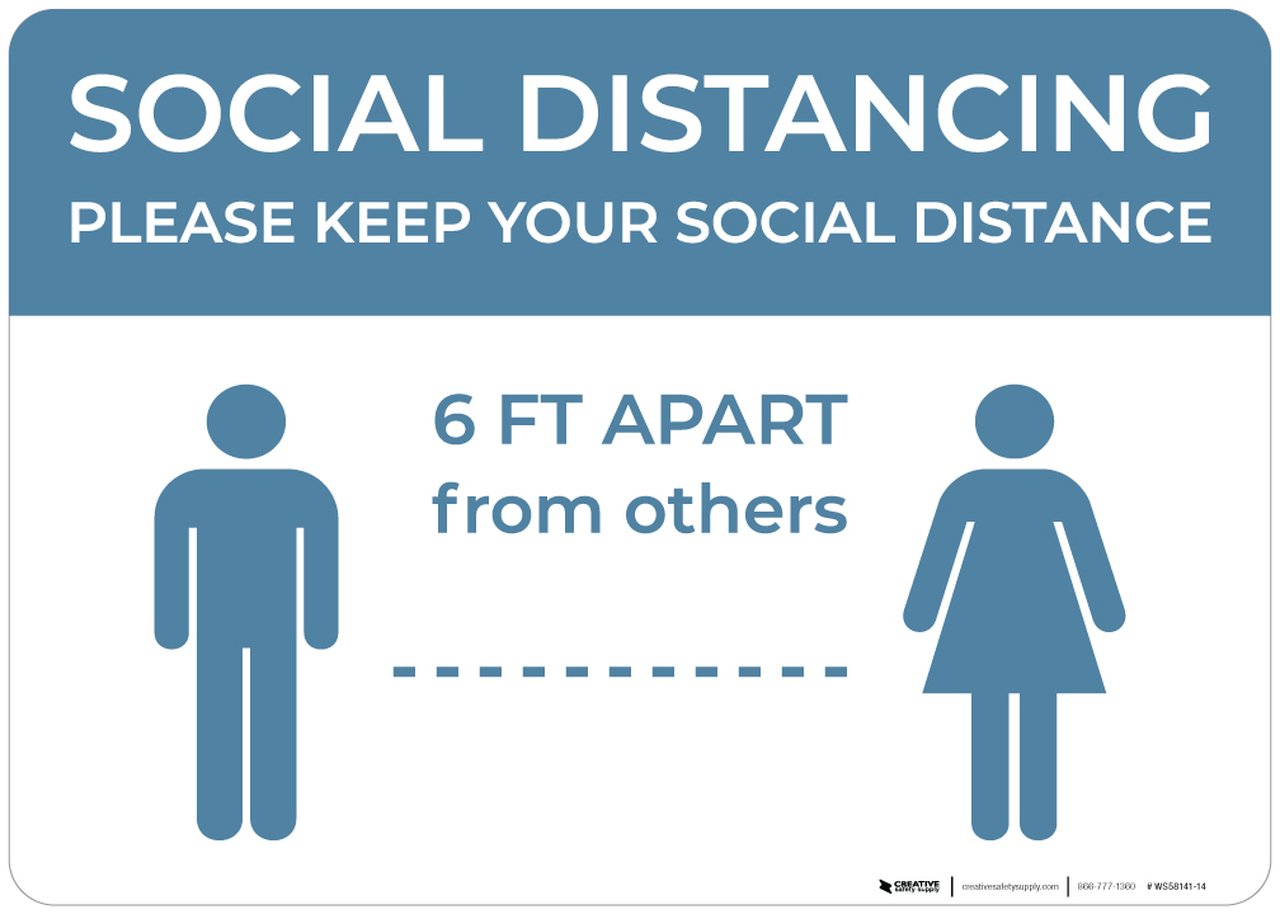 SOCIAL DISTANCING
PLEASE KEEP YOUR SOCIAL DISTANCE
6 FT APART
from others
CREATIVE
safety supply
creativesafetysupply.com
866-777-1360
# WS58141-14